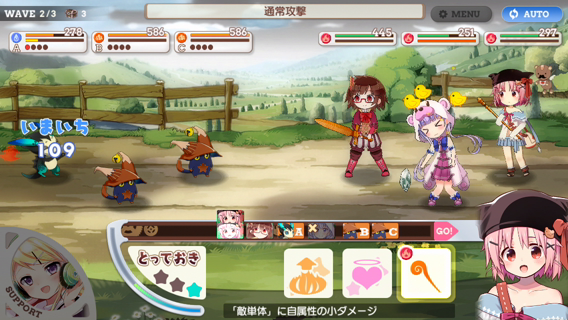 WAVE 2/3 3
通常攻撃
MENU
AUTO
278
586
586
445
251
297
A
B
C
いまいち
109
A
B
C
GO!
とっておき
SUPPORT
「敵単体」に自属性の小ダメージ